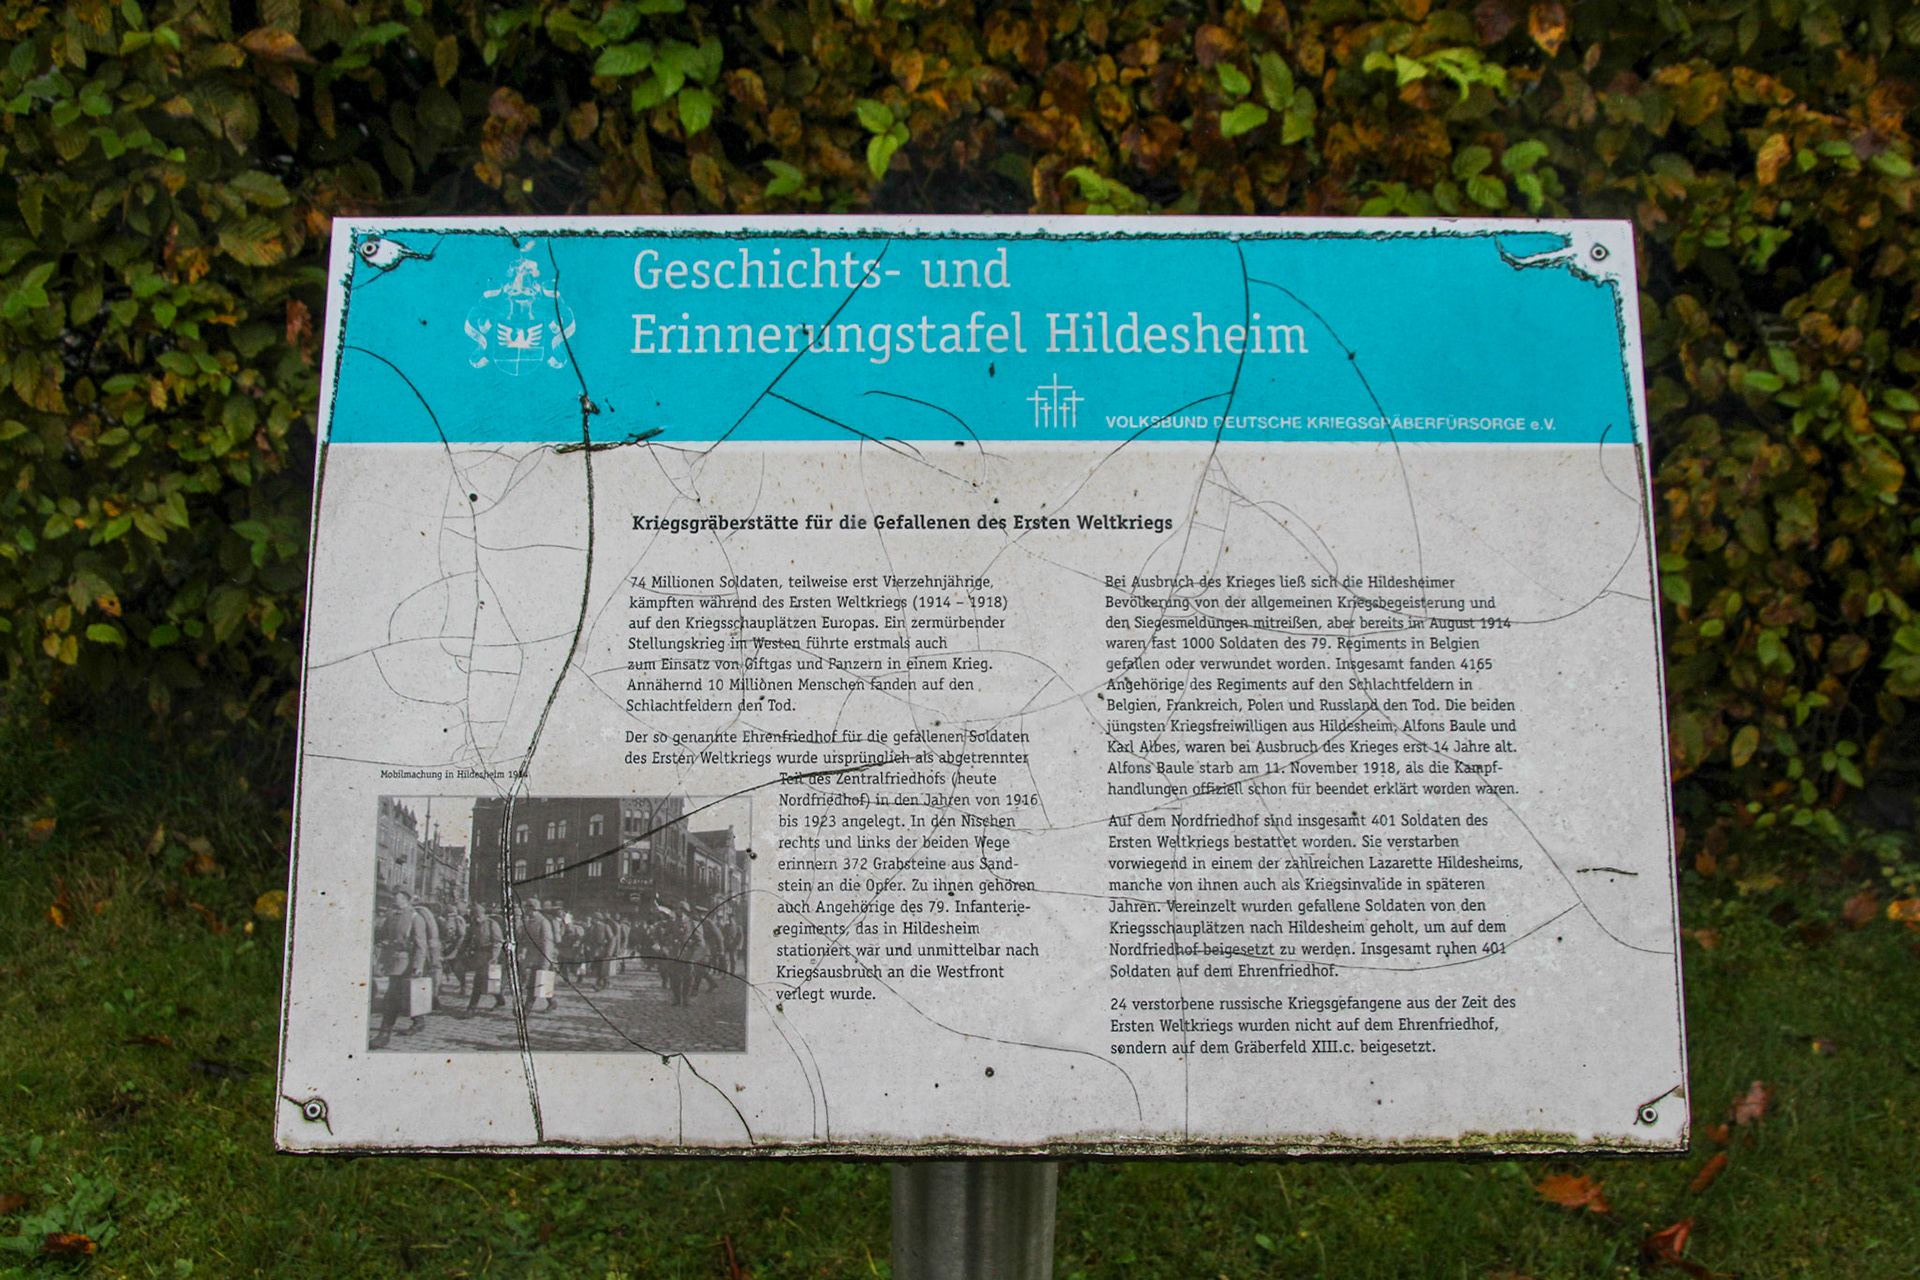 Geschichts- und
Erinnerungstafel Hildesheim
VOLKSBUND DEUTSCHE KRIEGSGRÄBERFÜRSORGE e.V.
Kriegsgräberstätte für die Gefallenen des Ersten Weltkriegs
74 Millionen Soldaten, teilweise erst Vierzehnjährige,
kämpften während des Ersten Weltkriegs (1914 – 1918)
auf den Kriegsschauplätzen Europas. Ein zermürbender
Stellungskrieg im Westen führte erstmals auch
zum Einsatz von Giftgas und Panzern in einem Krieg.
Annähernd 10 Millionen Menschen fanden auf den
Schlachtfeldern den Tod.
Der so genannte Ehrenfriedhof für die gefallenen Soldaten
des Ersten Weltkriegs wurde ursprünglich als abgetrennter
Teil des Zentralfriedhofs (heute
Nordfriedhof) in den Jahren von 1916
bis 1923 angelegt. In den Nischen
rechts und links der beiden Wege
erinnern 372 Grabsteine aus Sand-
stein an die Opfer. Zu ihnen gehören
auch Angehörige des 79. Infanterie-
regiments, das in Hildesheim
stationiert war und unmittelbar nach
Kriegsausbruch an die Westfront
verlegt wurde.
Mobilmachung in Hildesheim 1914
Bei Ausbruch des Krieges ließ sich die Hildesheimer
Bevölkerung von der allgemeinen Kriegsbegeisterung und
den Siegesmeldungen mitreißen, aber bereits im August 1914
waren fast 1000 Soldaten des 79. Regiments in Belgien
gefallen oder verwundet worden. Insgesamt fanden 4165
Angehörige des Regiments auf den Schlachtfeldern in
Belgien, Frankreich, Polen und Russland den Tod. Die beiden
jüngsten Kriegsfreiwilligen aus Hildesheim, Alfons Baule und
Karl Albes, waren bei Ausbruch des Krieges erst 14 Jahre alt.
Alfons Baule starb am 11. November 1918, als die Kampf-
handlungen offiziell schon für beendet erklärt worden waren.
Auf dem Nordfriedhof sind insgesamt 401 Soldaten des
Ersten Weltkriegs bestattet worden. Sie verstarben
vorwiegend in einem der zahlreichen Lazarette Hildesheims,
manche von ihnen auch als Kriegsinvalide in späteren
Jahren. Vereinzelt wurden gefallene Soldaten von den
Kriegsschauplätzen nach Hildesheim geholt, um auf dem
Nordfriedhof beigesetzt zu werden. Insgesamt ruhen 401
Soldaten auf dem Ehrenfriedhof.
24 verstorbene russische Kriegsgefangene aus der Zeit des
Ersten Weltkriegs wurden nicht auf dem Ehrenfriedhof,
sondern auf dem Gräberfeld XIII.c. beigesetzt.